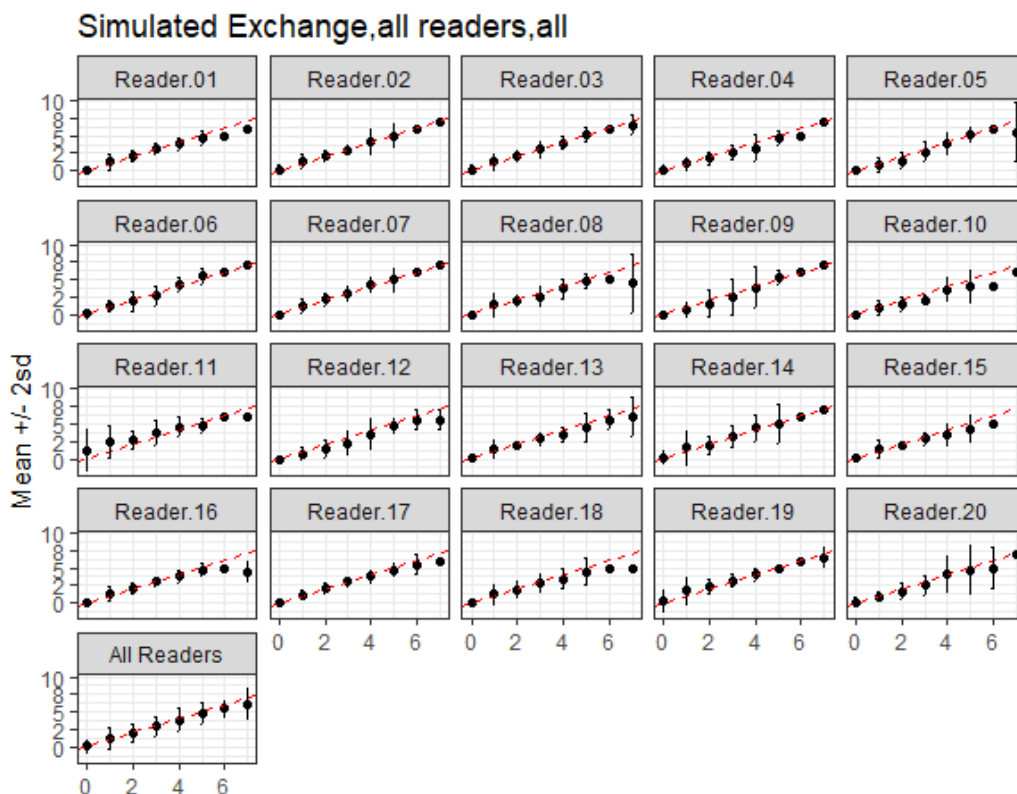 Simulated Exchange,all readers,all
Reader.01 Reader.02 Reader.03 Reader.04 Reader.05
10
8
5
2
0
Reader.06 Reader.07 Reader.08 Reader.09 Reader.10
10
8
5
2
0
Reader.11 Reader.12 Reader.13 Reader.14 Reader.15
10
8
5
2
0
Mean +/- 2sd
Reader.16 Reader.17 Reader.18 Reader.19 Reader.20
10
8
5
2
0
0 2 4 6 0 2 4 6 0 2 4 6 0 2 4 6
All Readers
10
8
5
2
0
0 2 4 6